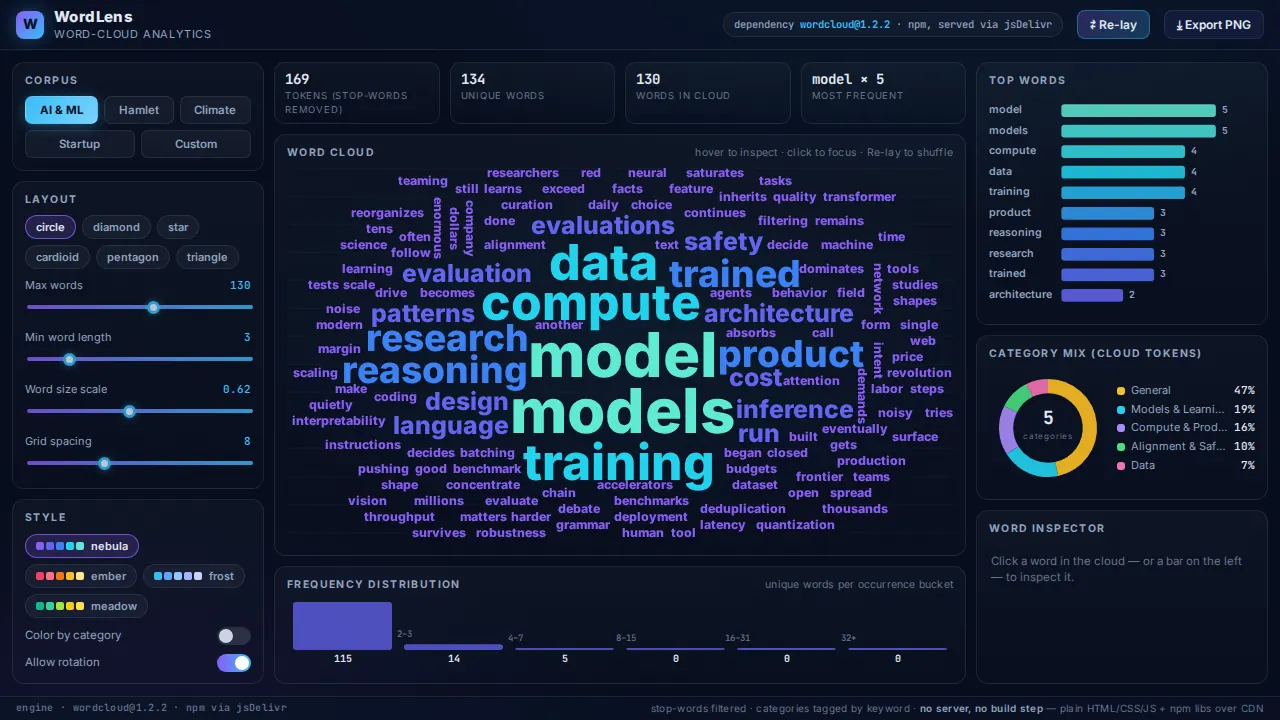 W
WordLens
WORD-CLOUD ANALYTICS
dependency wordcloud@1.2.2 · npm, served via jsDelivr
⇄ Re-lay
⤓ Export PNG
CORPUS
AI & ML
Hamlet
Climate
Startup
Custom
LAYOUT
circle
diamond
star
cardioid
pentagon
triangle
Max words 130
Min word length 3
Word size scale 0.62
Grid spacing 8
STYLE
nebula
ember
frost
meadow
Color by category
Allow rotation
169
TOKENS (STOP-WORDS
REMOVED)
134
UNIQUE WORDS
130
WORDS IN CLOUD
model × 5
MOST FREQUENT
WORD CLOUD
hover to inspect · click to focus · Re-lay to shuffle
researchers red neural saturates
teaming still learns exceed facts feature tasks
inherits quality transformer
enormous dollars company
curation daily choice
reorganizes done evaluations continues filtering remains
tens often
science follow alignment text safety decide machine time
learning evaluation data trained dominates network tools
tests scale drive becomes compute agents behavior field studies
shapes
noise patterns architecture
modern another absorbs call form single
web
margin research model product intent price
scaling reasoning cost attention revolution
make coding demands labor steps
quietly design models inference noisy tries
interpretability language run built eventually surface
instructions decides batching training began closed gets
pushing good benchmark budgets production
shape concentrate accelerators dataset frontier teams
vision millions evaluate chain benchmarks open spread
debate deduplication thousands
throughput matters harder grammar deployment latency quantization
survives robustness human tool
FREQUENCY DISTRIBUTION
unique words per occurrence bucket
2–3
4–7
8–15
16–31
32+
115
14
5
0
0
0
TOP WORDS
model 5
models 5
compute 4
data 4
training 4
product 3
reasoning 3
research 3
trained 3
architecture 2
CATEGORY MIX (CLOUD TOKENS)
5
categories
General 47%
Models & Learni... 19%
Compute & Prod... 16%
Alignment & Saf... 10%
Data 7%
WORD INSPECTOR
Click a word in the cloud — or a bar on the left
— to inspect it.
engine · wordcloud@1.2.2 · npm via jsDelivr
stop-words filtered · categories tagged by keyword · no server, no build step — plain HTML/CSS/JS + npm libs over CDN